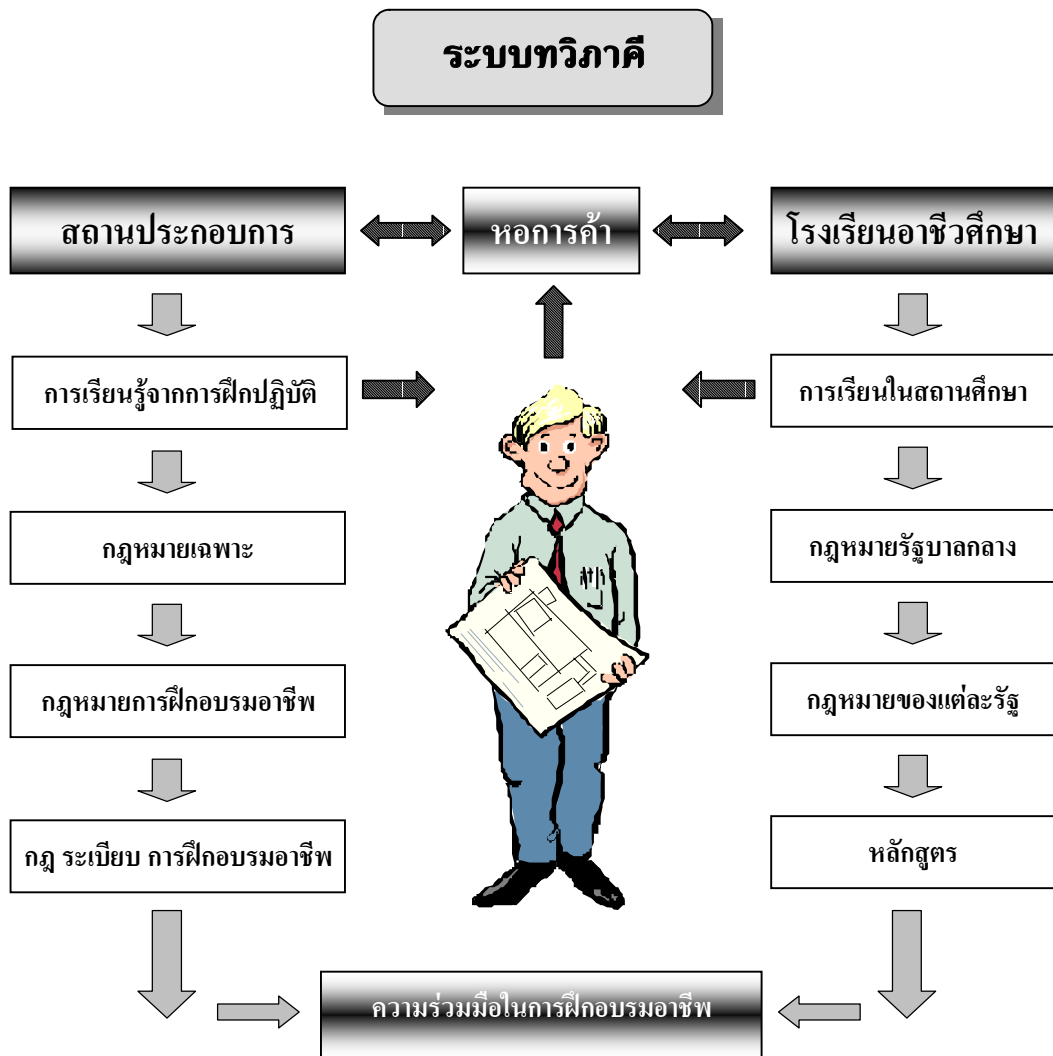 ระบบทวิภาคี
สถานประกอบการ
หอการค้า
โรงเรียนอาชีวศึกษา
การเรียนรู้จากการฝึกปฏิบัติ
การเรียนในสถานศึกษา
กฎหมายเฉพาะ
กฎหมายรัฐบาลกลาง
กฎหมายการฝึกอบรมอาชีพ
กฎหมายของแต่ละรัฐ
กฎ ระเบียบ การฝึกอบรมอาชีพ
หลักสูตร
ความร่วมมือในการฝึกอบรมอาชีพ